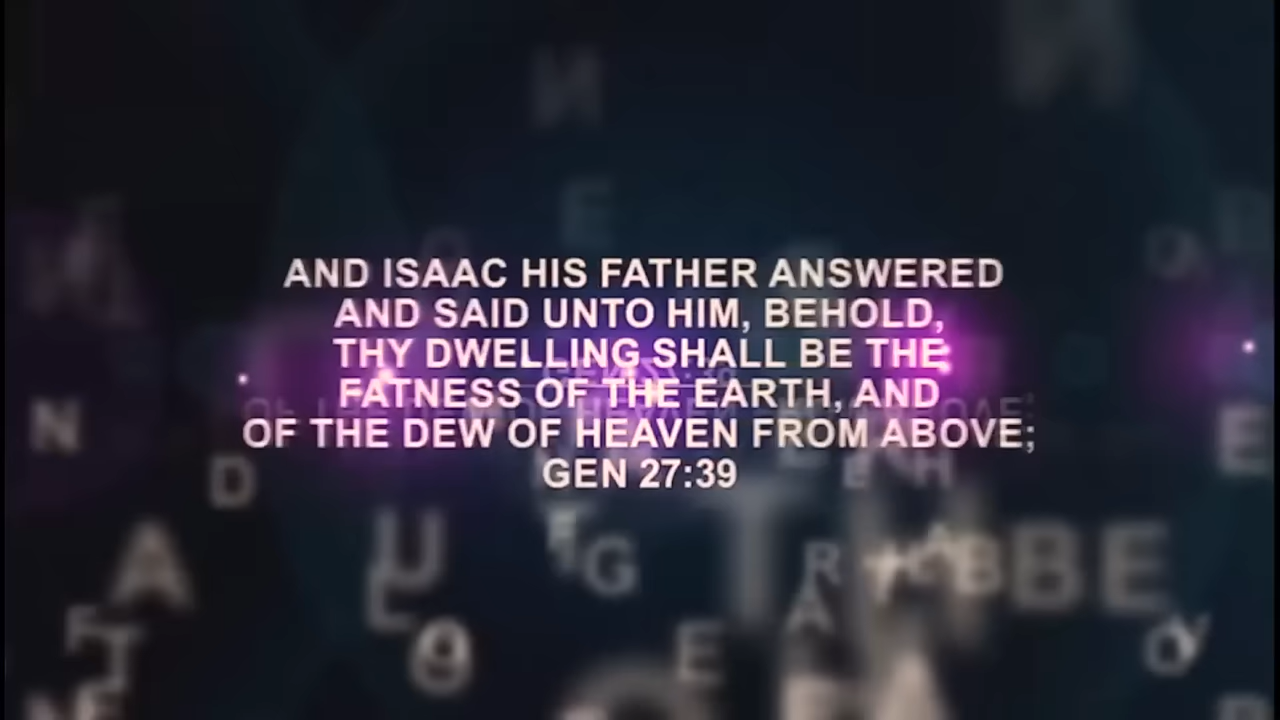 AND ISAAC HIS FATHER ANSWERED
AND SAID UNTO HIM, BEHOLD,
THY DWELLING SHALL BE THE
FATNESS OF THE EARTH, AND
OF THE DEW OF HEAVEN FROM ABOVE;
GEN 27:39